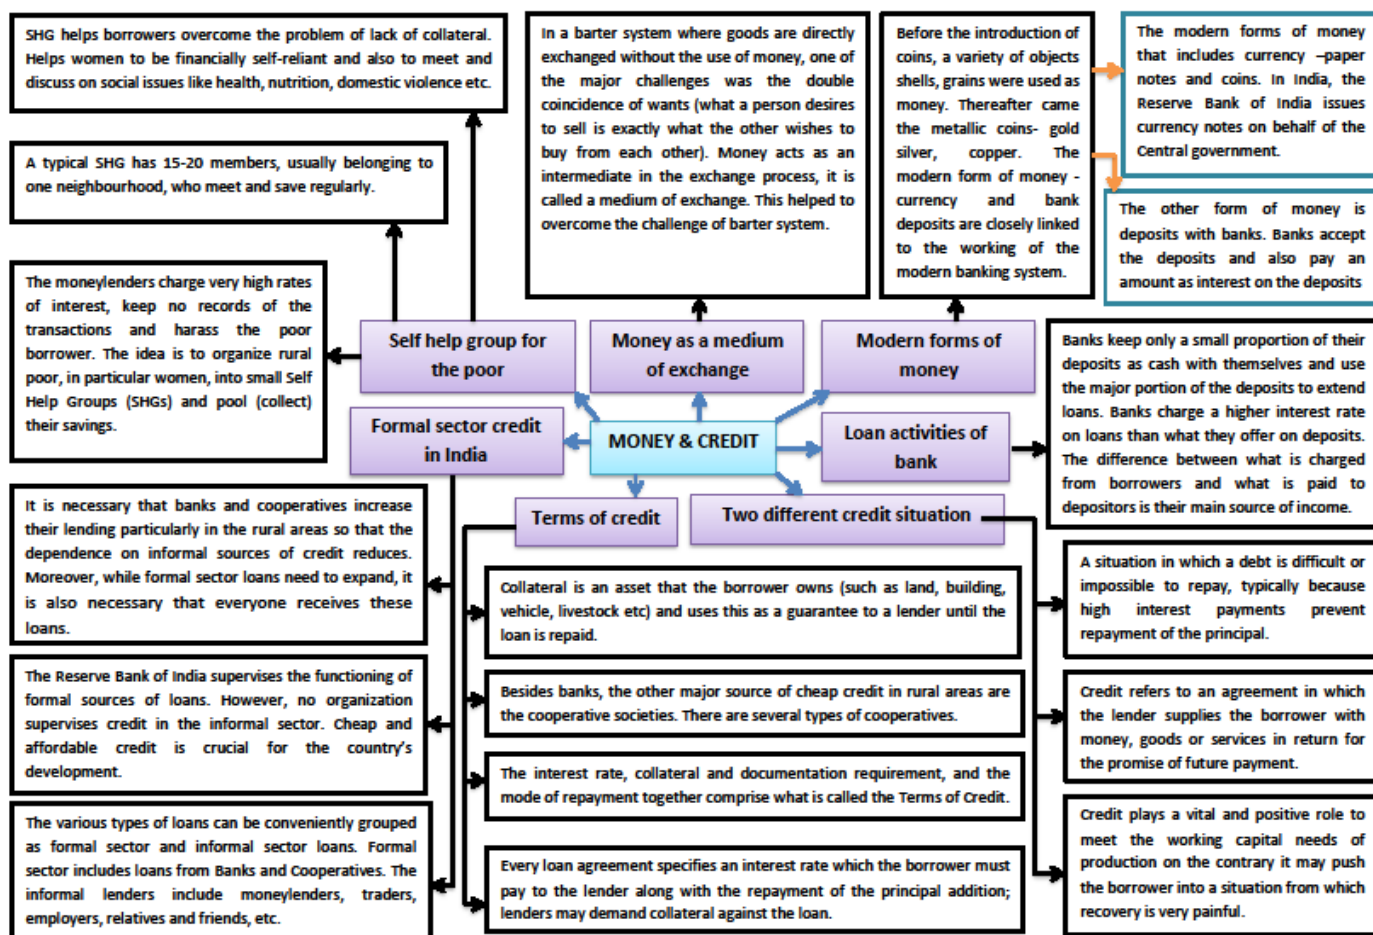 SHG helps borrowers overcome the problem of lack of collateral.
Helps women to be financially self-reliant and also to meet and
discuss on social issues like health, nutrition, domestic violence etc.
A typical SHG has 15-20 members, usually belonging to
one neighbourhood, who meet and save regularly.
The moneylenders charge very high rates
of interest, keep no records of the
transactions and harass the poor
borrower. The idea is to organize rural
poor, in particular women, into small Self
Help Groups (SHGs) and pool (collect)
their savings.
In a barter system where goods are directly
exchanged without the use of money, one of
the major challenges was the double
coincidence of wants (what a person desires
to sell is exactly what the other wishes to
buy from each other). Money acts as an
intermediate in the exchange process, it is
called a medium of exchange. This helped to
overcome the challenge of barter system.
Before the introduction of
coins, a variety of objects
shells, grains were used as
money. Thereafter came
the metallic coins- gold
silver, copper. The
modern form of money -
currency and bank
deposits are closely linked
to the working of the
modern banking system.
The modern forms of money
that includes currency –paper
notes and coins. In India, the
Reserve Bank of India issues
currency notes on behalf of the
Central government.
The other form of money is
deposits with banks. Banks accept
the deposits and also pay an
amount as interest on the deposits
Self help group for
the poor
Money as a medium
of exchange
Modern forms of
money
Formal sector credit
in India
MONEY & CREDIT
Loan activities of
bank
Terms of credit
Two different credit situation
Banks keep only a small proportion of their
deposits as cash with themselves and use
the major portion of the deposits to extend
loans. Banks charge a higher interest rate
on loans than what they offer on deposits.
The difference between what is charged
from borrowers and what is paid to
depositors is their main source of income.
It is necessary that banks and cooperatives increase
their lending particularly in the rural areas so that the
dependence on informal sources of credit reduces.
Moreover, while formal sector loans need to expand, it
is also necessary that everyone receives these
loans.
The Reserve Bank of India supervises the functioning of
formal sources of loans. However, no organization
supervises credit in the informal sector. Cheap and
affordable credit is crucial for the country's
development.
The various types of loans can be conveniently grouped
as formal sector and informal sector loans. Formal
sector includes loans from Banks and Cooperatives. The
informal lenders include moneylenders, traders,
employers, relatives and friends, etc.
Collateral is an asset that the borrower owns (such as land, building,
vehicle, livestock etc) and uses this as a guarantee to a lender until the
loan is repaid.
Besides banks, the other major source of cheap credit in rural areas are
the cooperative societies. There are several types of cooperatives.
The interest rate, collateral and documentation requirement, and the
mode of repayment together comprise what is called the Terms of Credit.
Every loan agreement specifies an interest rate which the borrower must
pay to the lender along with the repayment of the principal addition;
lenders may demand collateral against the loan.
A situation in which a debt is difficult or
impossible to repay, typically because
high interest payments prevent
repayment of the principal.
Credit refers to an agreement in which
the lender supplies the borrower with
money, goods or services in return for
the promise of future payment.
Credit plays a vital and positive role to
meet the working capital needs of
production on the contrary it may push
the borrower into a situation from which
recovery is very painful.